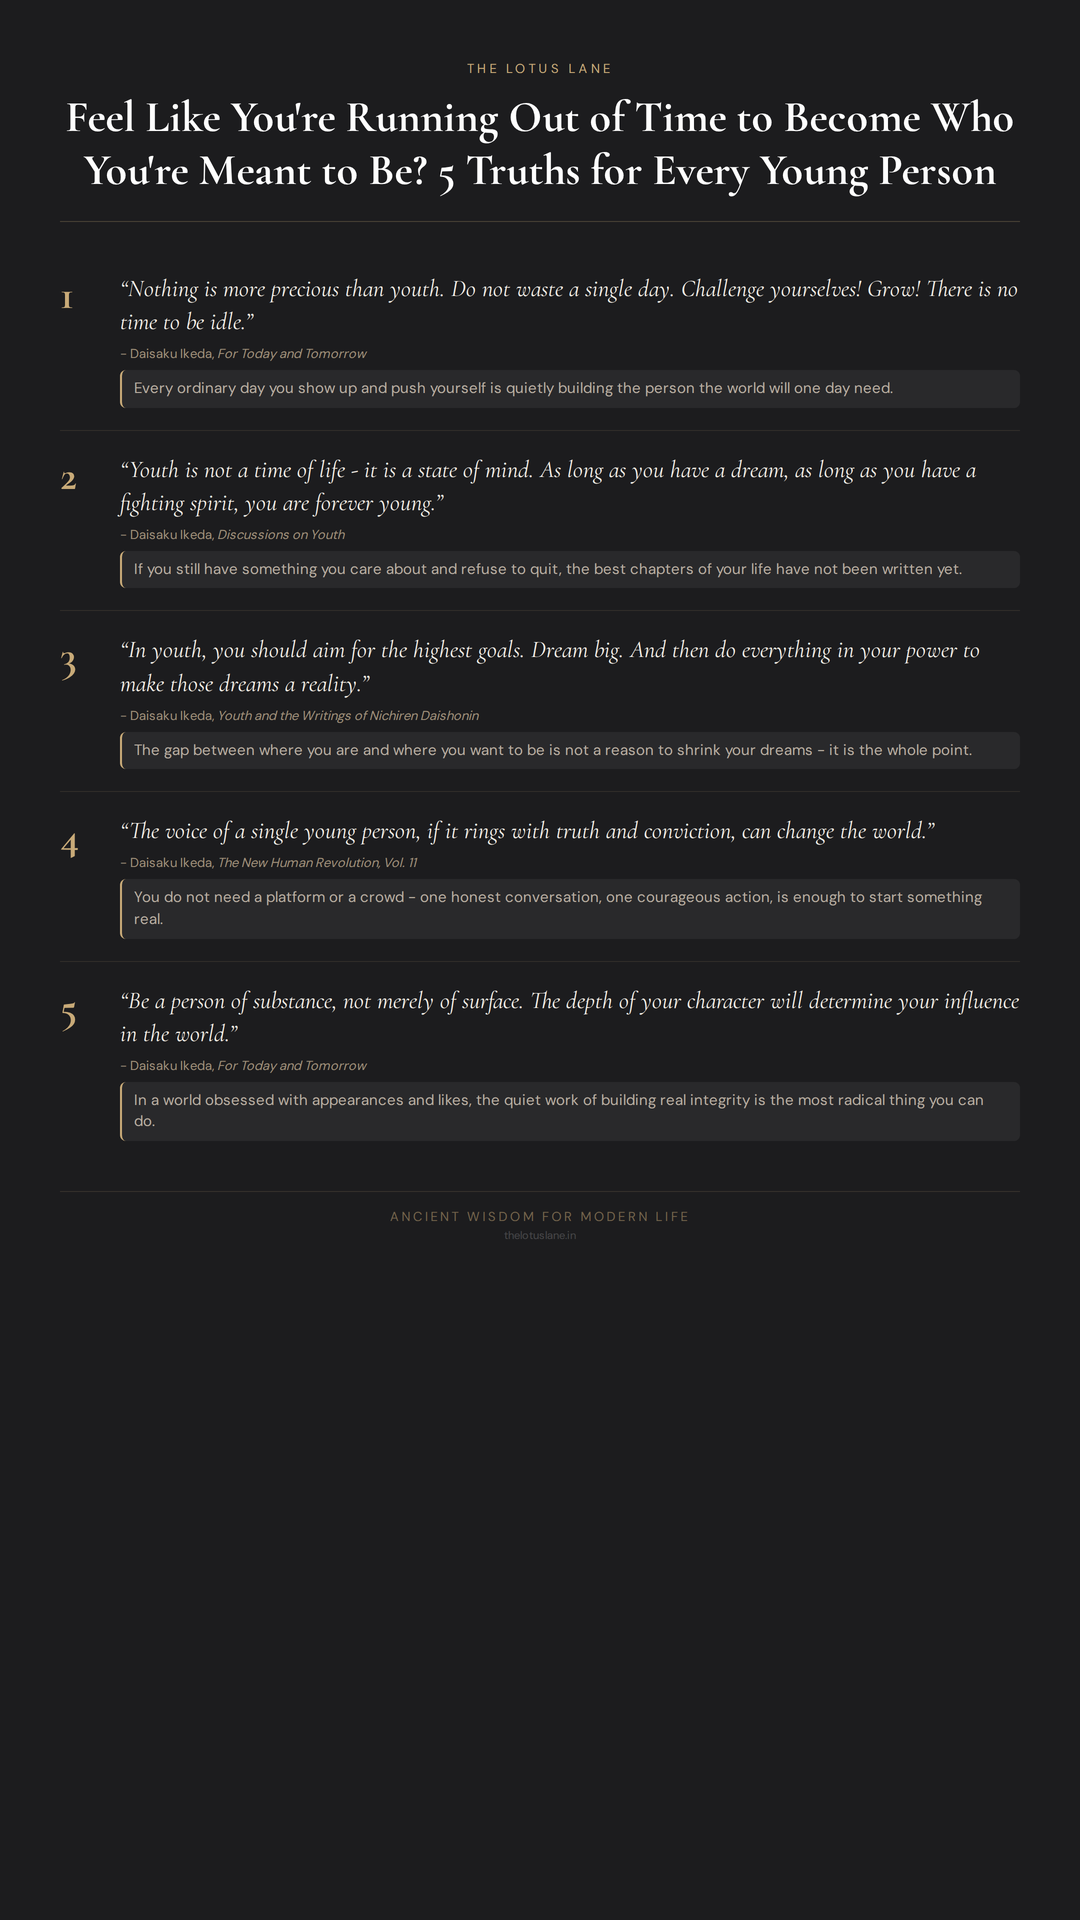 THE LOTUS LANE
Feel Like You're Running Out of Time to Become Who
You're Meant to Be? 5 Truths for Every Young Person
1
“Nothing is more precious than youth. Do not waste a single day. Challenge yourselves! Grow! There is no
time to be idle.”
- Daisaku Ikeda, For Today and Tomorrow
Every ordinary day you show up and push yourself is quietly building the person the world will one day need.
2
“Youth is not a time of life - it is a state of mind. As long as you have a dream, as long as you have a
fighting spirit, you are forever young.”
- Daisaku Ikeda, Discussions on Youth
If you still have something you care about and refuse to quit, the best chapters of your life have not been written yet.
3
“In youth, you should aim for the highest goals. Dream big. And then do everything in your power to
make those dreams a reality.”
- Daisaku Ikeda, Youth and the Writings of Nichiren Daishonin
The gap between where you are and where you want to be is not a reason to shrink your dreams - it is the whole point.
4
“The voice of a single young person, if it rings with truth and conviction, can change the world.”
- Daisaku Ikeda, The New Human Revolution, Vol. 11
You do not need a platform or a crowd - one honest conversation, one courageous action, is enough to start something
real.
5
“Be a person of substance, not merely of surface. The depth of your character will determine your influence
in the world.”
- Daisaku Ikeda, For Today and Tomorrow
In a world obsessed with appearances and likes, the quiet work of building real integrity is the most radical thing you can
do.
ANCIENT WISDOM FOR MODERN LIFE
thelotuslane.in